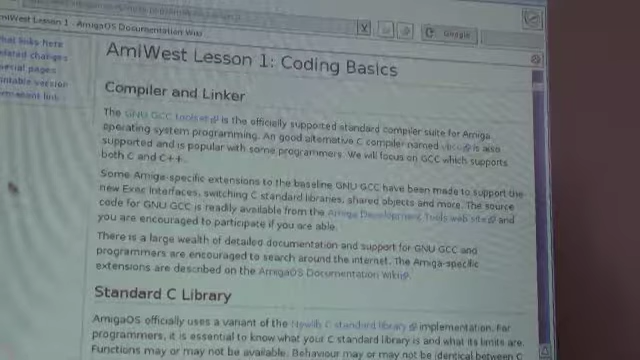 AmiWest Lesson 1 - AmigaOS Documentation Wiki
Google
What links here
related changes
special pages
printable version
permanent link
AmiWest Lesson 1: Coding Basics
Compiler and Linker
The GNU GCC toolset is the officially supported standard compiler suite for Amiga
operating system programming. An good alternative C compiler named vbcc is also
supported and is popular with some programmers. We will focus on GCC which supports
both C and C++.
Some Amiga-specific extensions to the baseline GNU GCC have been made to support the
new Exec Interfaces, switching C standard libraries, shared objects and more. The source
code for GNU GCC is readily available from the Amiga Development Tools web site and
you are encouraged to participate if you are able.
There is a large wealth of detailed documentation and support for GNU GCC and
programmers are encouraged to search around the internet. The Amiga-specific
extensions are described on the AmigaOS Documentation Wiki.
Standard C Library
AmigaOS officially uses a variant of the Newlib C standard library implementation. For
programmers, it is essential to know what your C standard library is and what its limits are.
Functions may or may not be available. Behaviour may or may not be identical between C